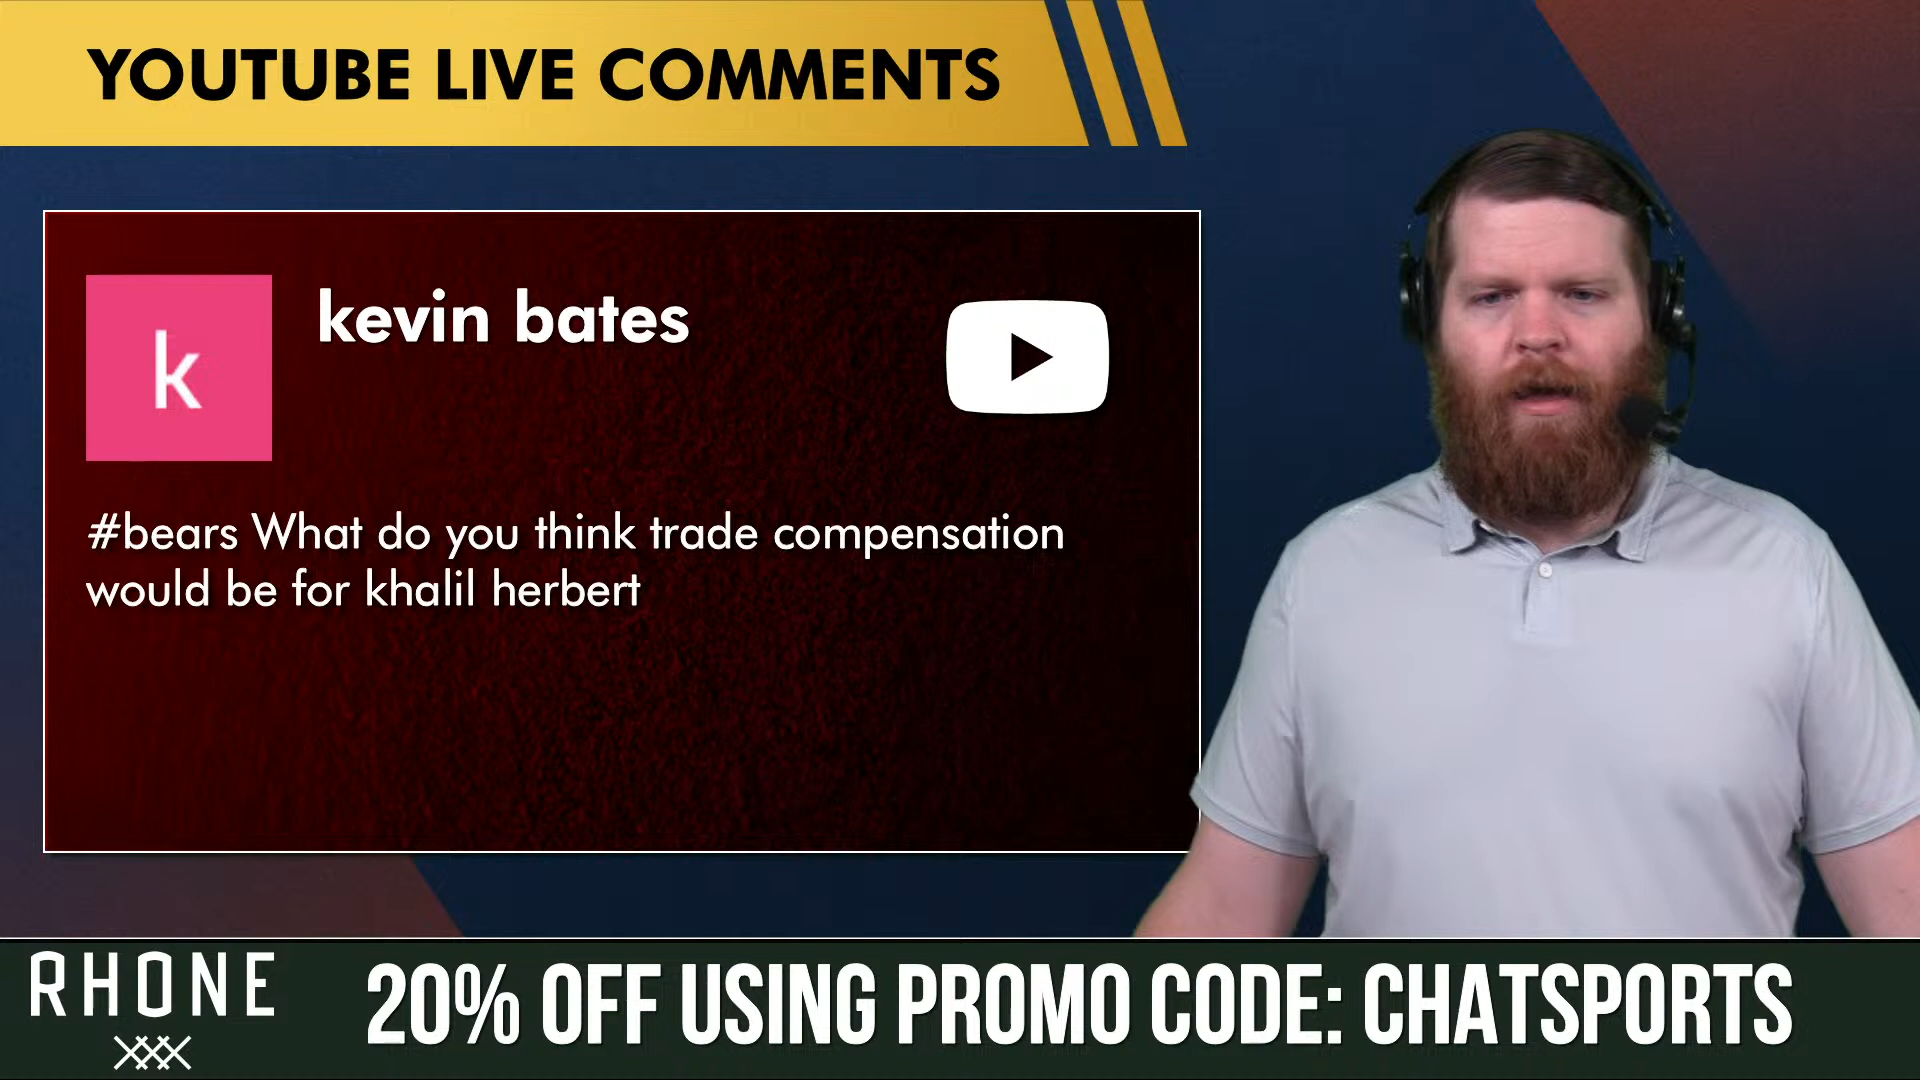 YOUTUBE LIVE COMMENTS
k
kevin bates
#bears What do you think trade compensation
would be for khalil herbert
RHONE
20% OFF USING PROMO CODE: CHATSPORTS